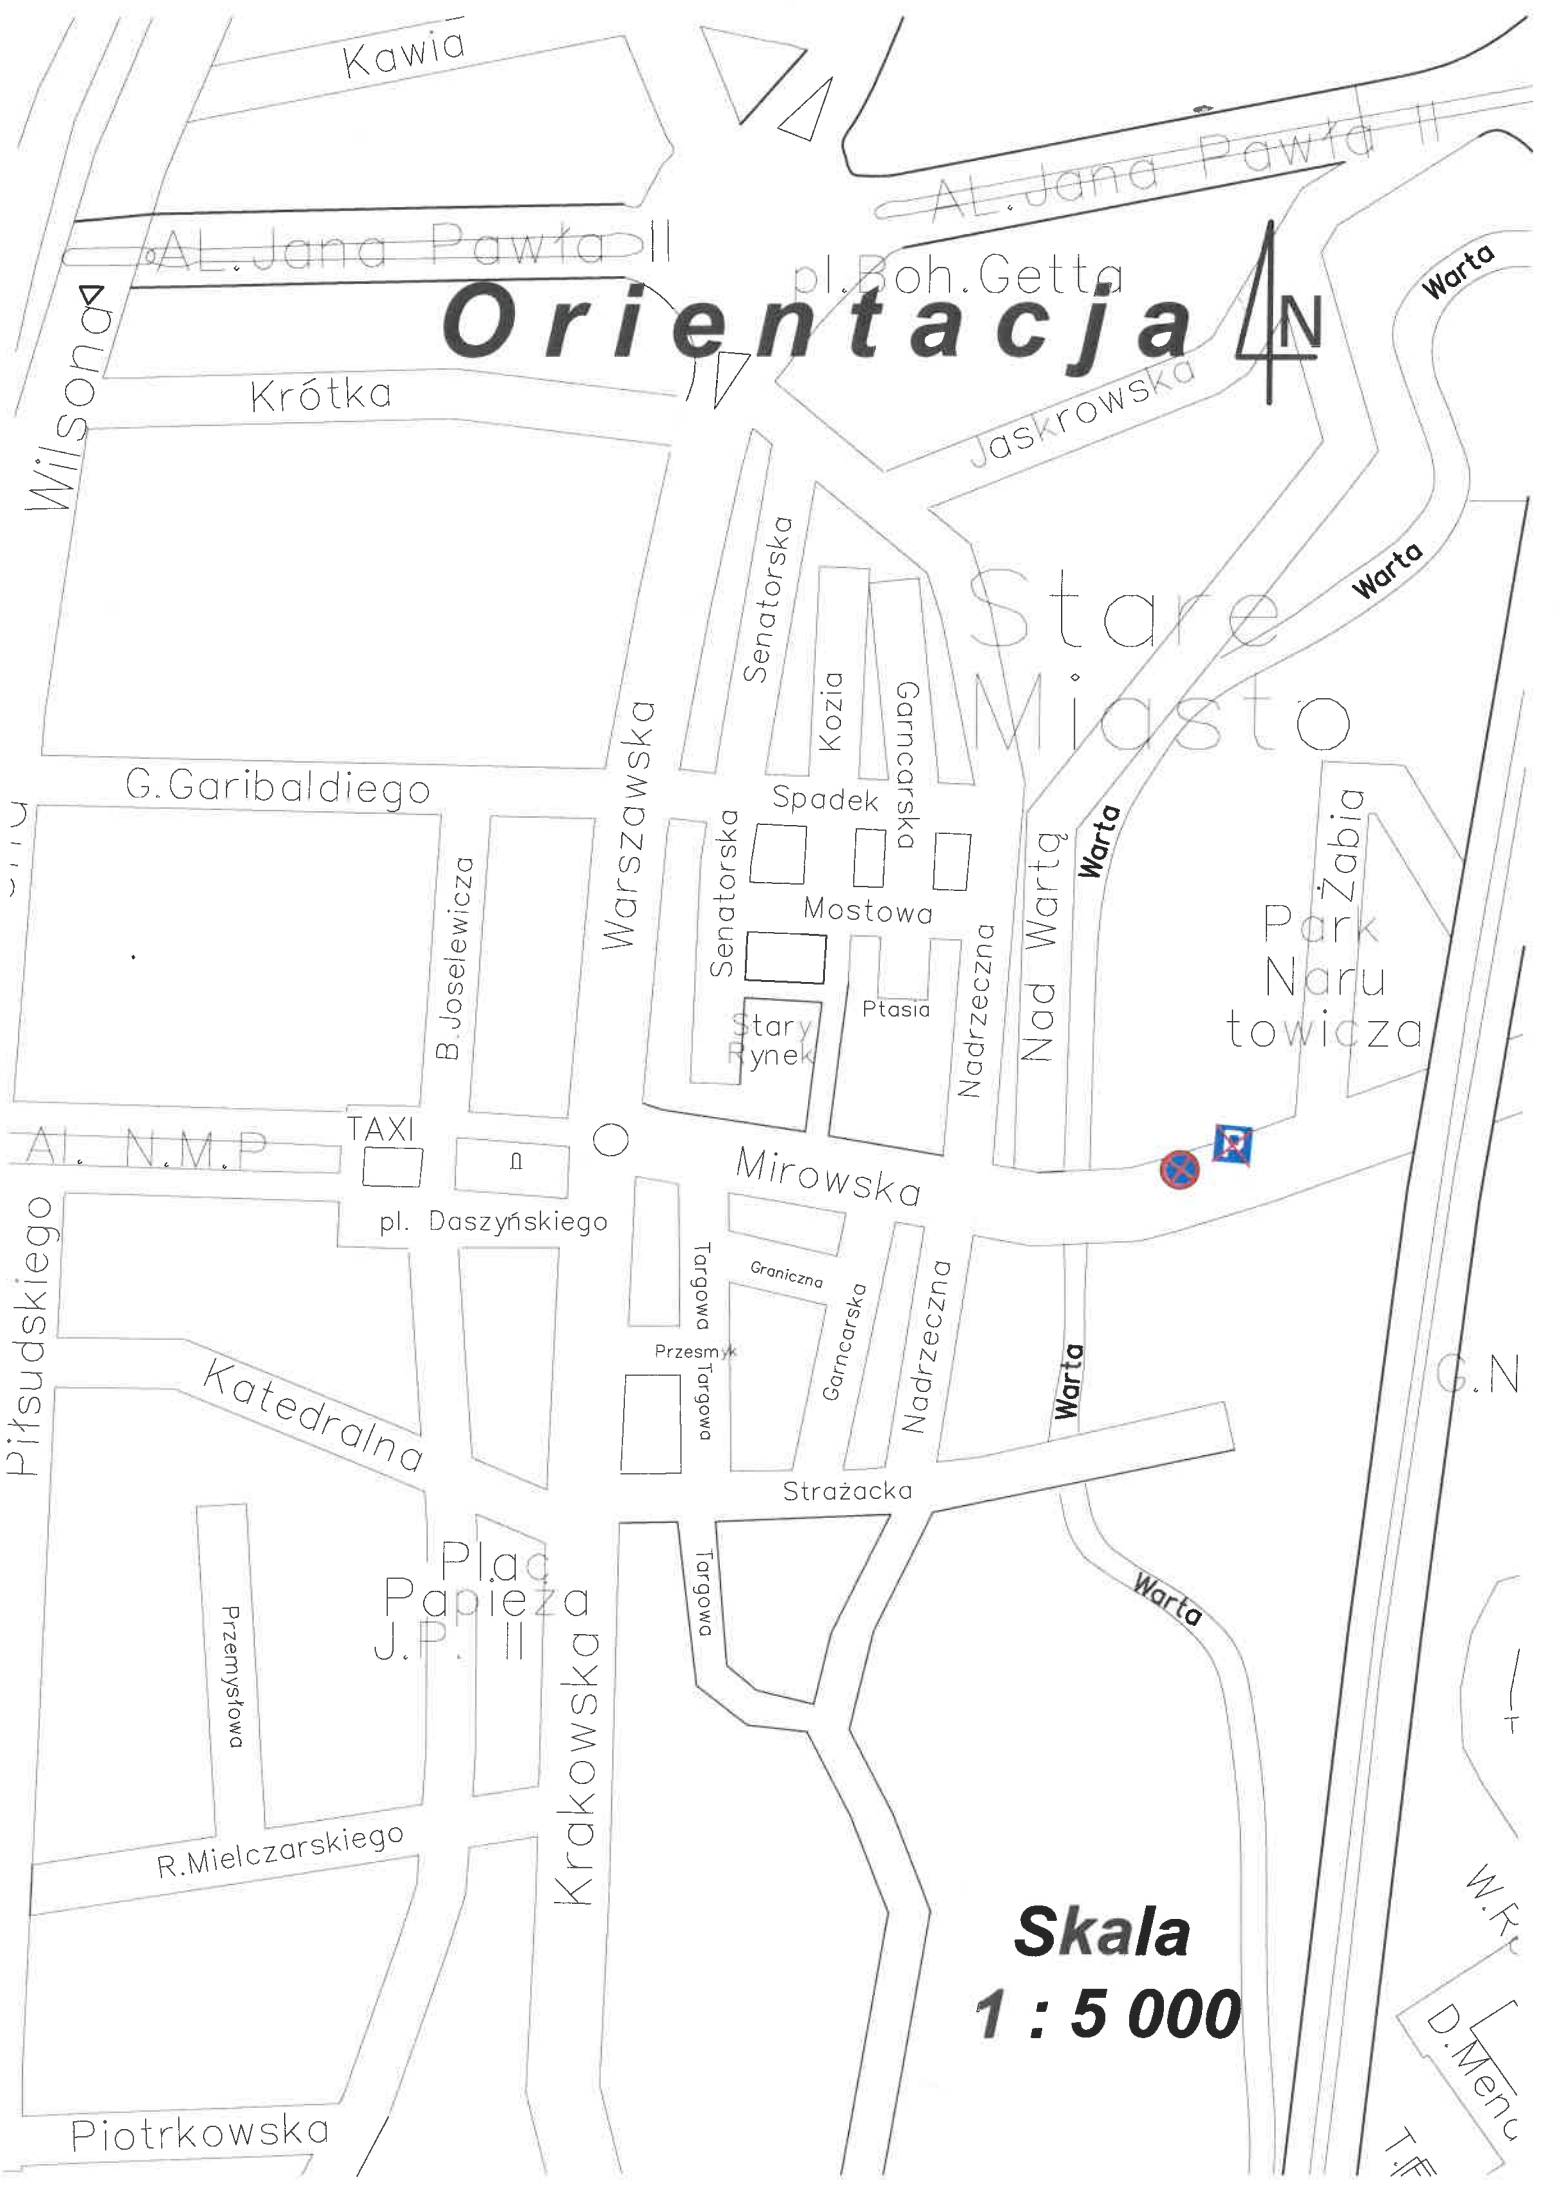 Kawia
AL. Jana Pawła II
AL. Jana Pawła II
pl.Boh.Getta
Orientacja
N
Warta
Wilsona
Krótka
Jaskrowska
Warta
Senatorska
Stare
Miasto
Kozia
Garncarska
Warszawska
G.Garibaldiego
Spadek
Senatorska
Żabia
Warta
B.Joselewicza
Nad Wartą
Mostowa
Park
Naru
towicza
Nadrzeczna
Ptasia
Stary
Rynek
TAXI
Al. N.M.P
P
Mirowska
pl. Daszyńskiego
Piłsudskiego
Targowa
Graniczna
Garncarska
Nadrzeczna
Przesmyk
Targowa
Warta
G.N
Katedralna
Strażacka
Plac
Papieża
J.P. II
Targowa
Warta
Przemysłowa
Krakowska
R.Mielczarskiego
Skala
1 : 5 000
Piotrkowska